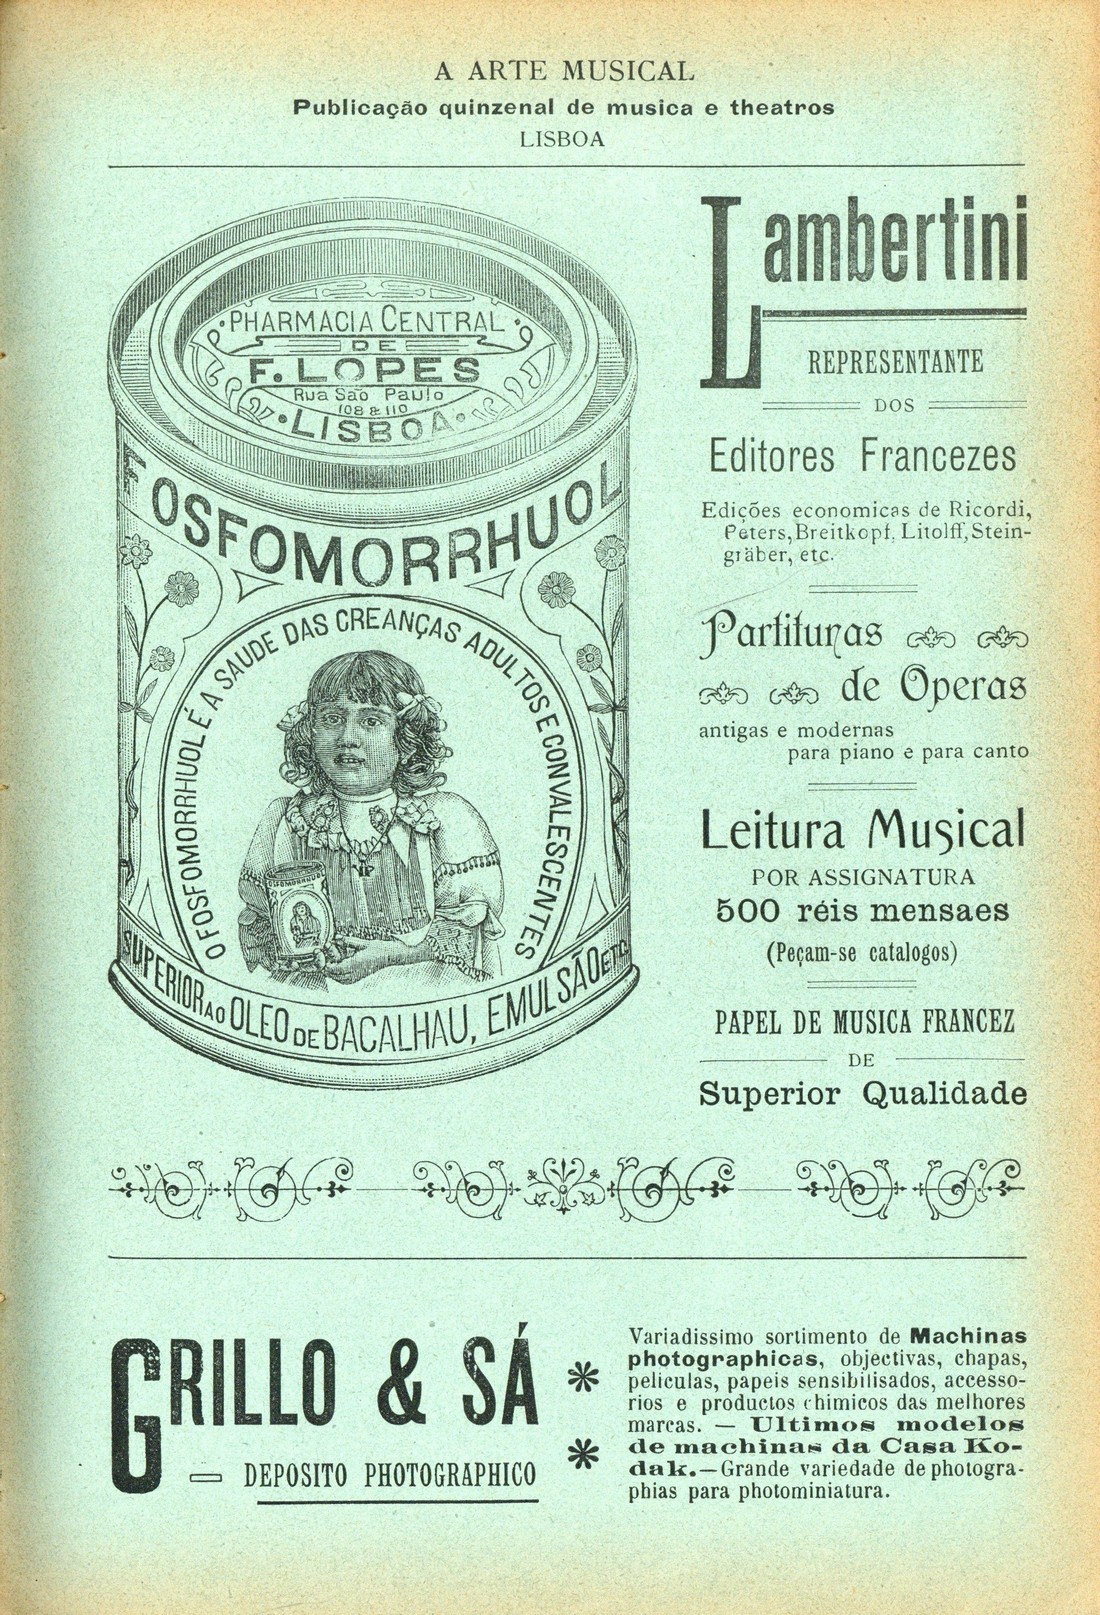 A ARTE MUSICAL
Publicação quinzenal de musica e theatros
LISBOA
PHARMACIA CENTRAL
DE
F. LOPES
Rua São Paulo
108 & 110
LISBOA
FOSFOMORRHUOL
O FOSFOMORRHUOL É A SAUDE DAS CREANÇAS ADULTOS E CONVALESCENTES
FOSFOMORRHUOL
SUPERIOR AO OLEO DE BACALHAU, EMULSÃO ETC.
Lambertini
REPRESENTANTE
DOS
Editores Francezes
Edições economicas de Ricordi,
Peters, Breitkopf, Litolff, Stein-
gräber, etc.
Partituras
de Operas
antigas e modernas
para piano e para canto
Leitura Musical
POR ASSIGNATURA
500 réis mensaes
(Peçam-se catalogos)
PAPEL DE MUSICA FRANCEZ
DE
Superior Qualidade
GRILLO & SÁ
— DEPOSITO PHOTOGRAPHICO
Variadissimo sortimento de Machinas
photographicas, objectivas, chapas,
peliculas, papeis sensibilisados, accesso-
rios e productos chimicos das melhores
marcas. — Ultimos modelos
de machinas da Casa Ko-
dak.—Grande variedade de photogra-
phias para photominiatura.